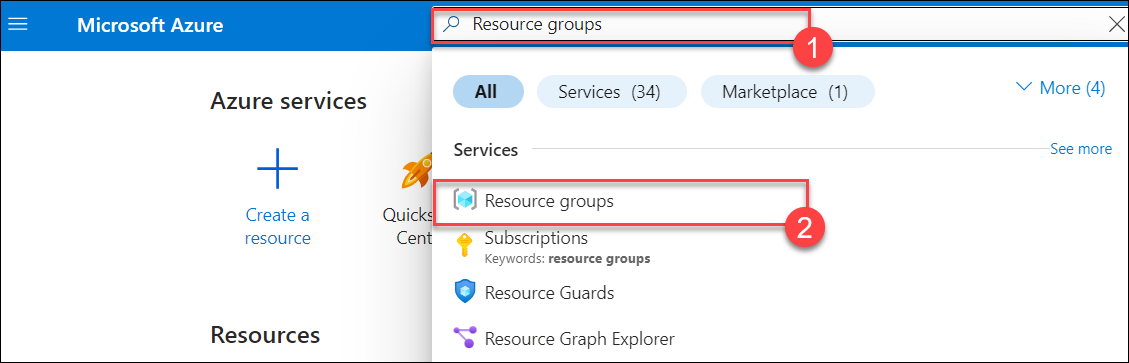 Microsoft Azure
Resource groups
1
All
Services (34)
Marketplace (1)
More (4)
Azure services
Services
See more
Create a
resource
Quicks
Cent
Resource groups
2
Subscriptions
Keywords: resource groups
Resource Guards
Resources
Resource Graph Explorer